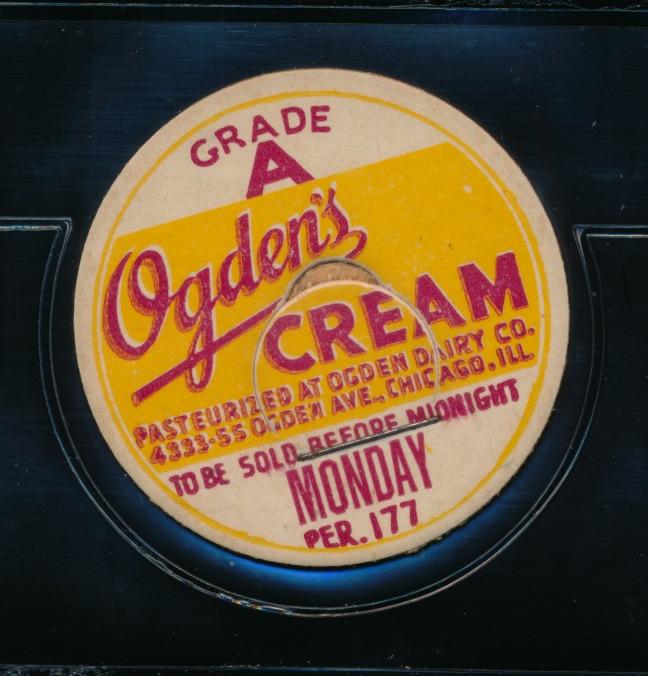 GRADE
A
Ogden's
CREAM
PASTEURIZED AT OGDEN DAIRY CO.
4333-55 OGDEN AVE., CHICAGO. ILL
TO BE SOLD BEFORE MIDNIGHT
MONDAY
PER. 177